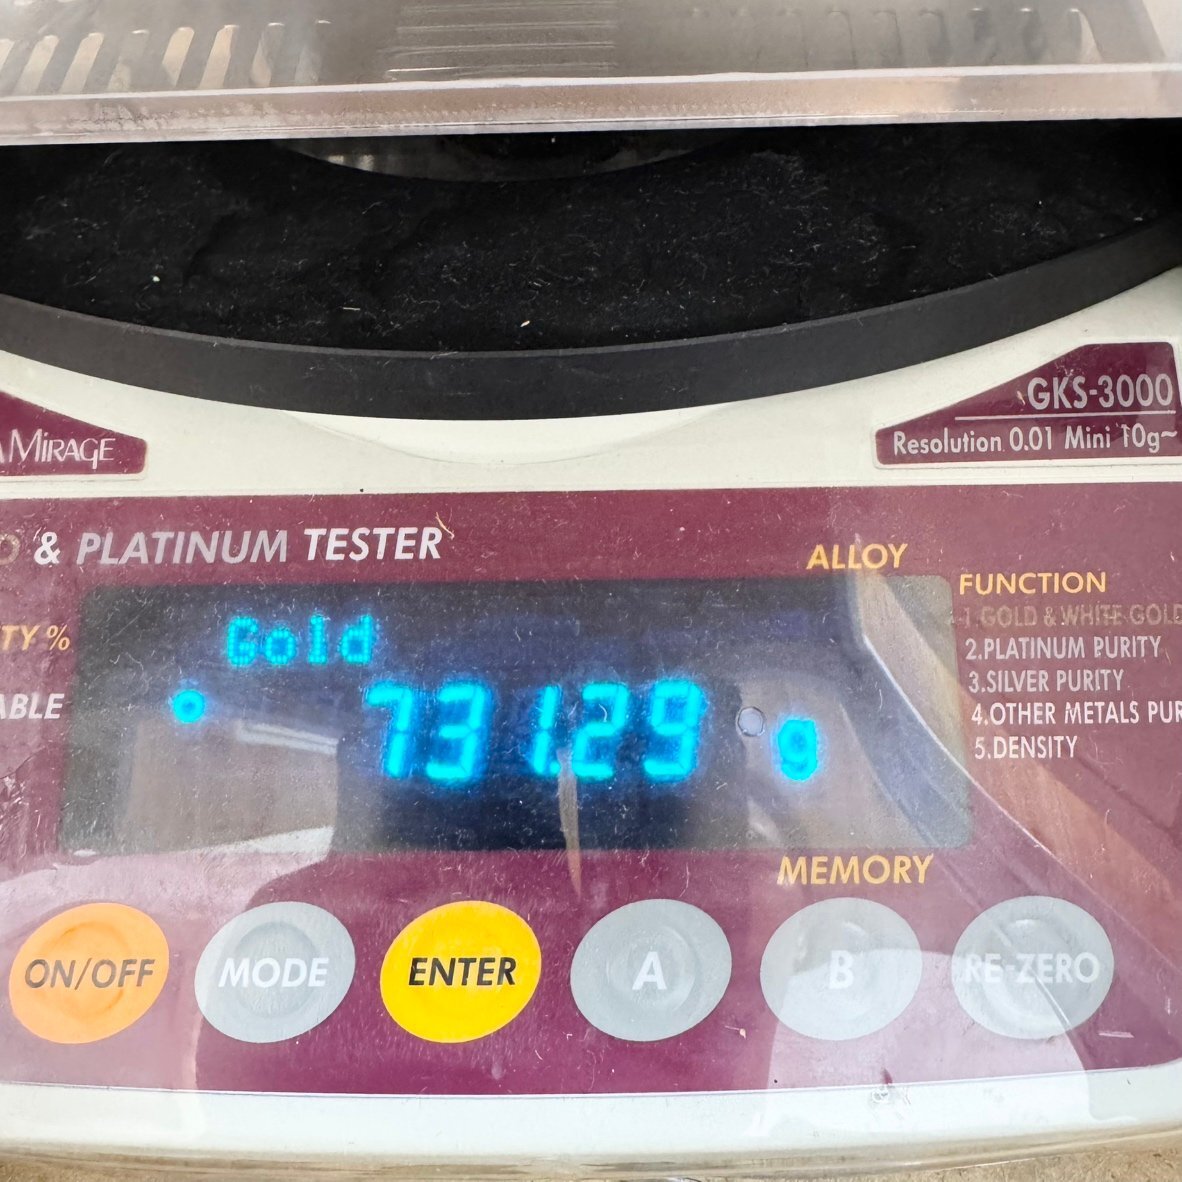 GKS-3000
MIRAGE
Resolution 0.01 Mini 10g~
& PLATINUM TESTER
ALLOY
FUNCTION
1.GOLD & WHITE GOLD
2.PLATINUM PURITY
3.SILVER PURITY
4.OTHER METALS PUR
5.DENSITY
TY %
ABLE
Gold
731.29 g
MEMORY
ON/OFF MODE ENTER A B RE-ZERO